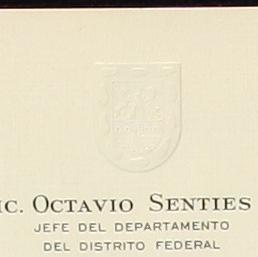 IC. OCTAVIO SENTIES
JEFE DEL DEPARTAMENTO
DEL DISTRITO FEDERAL